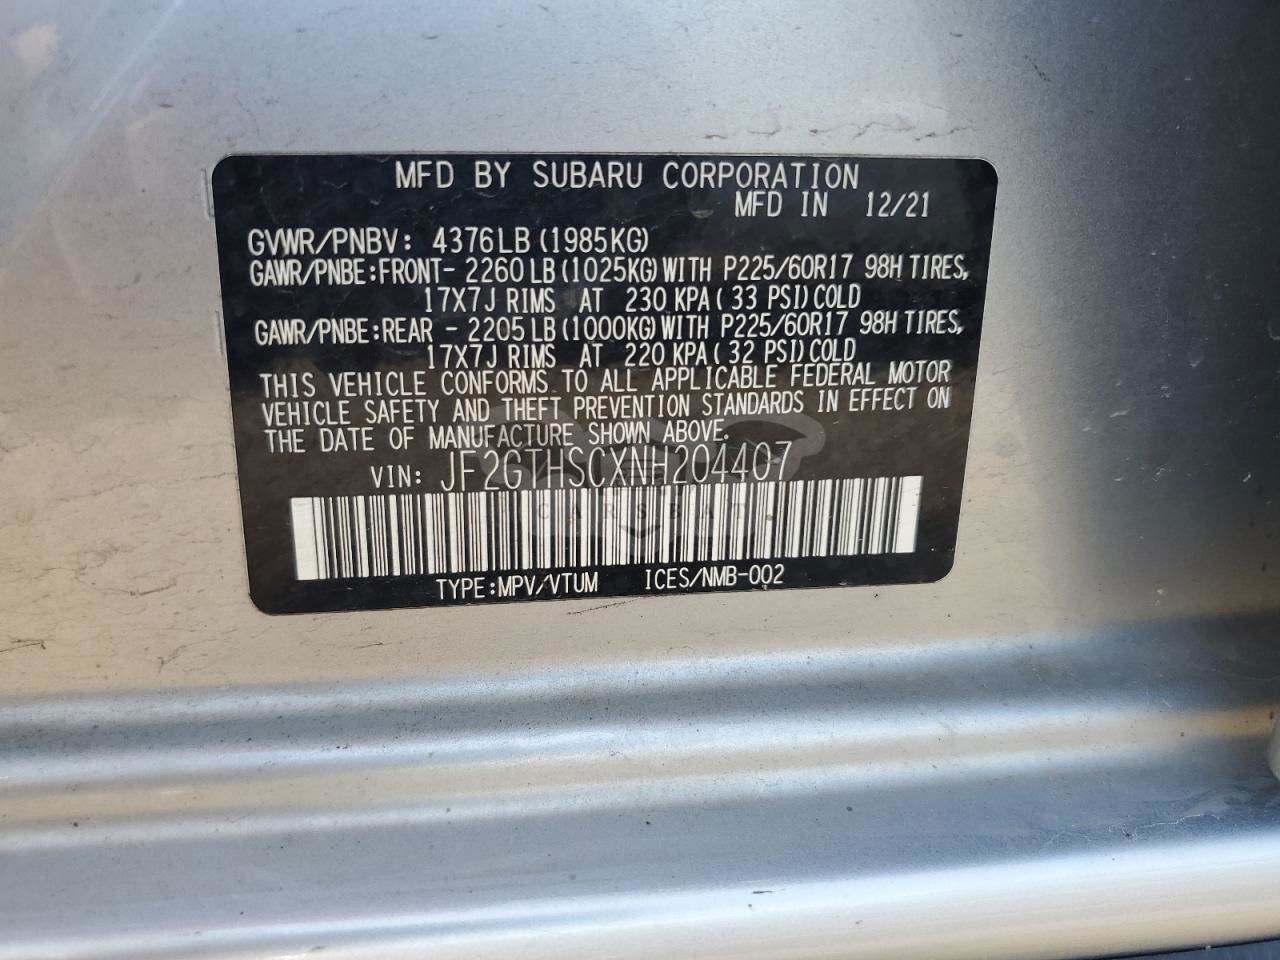 MFD BY SUBARU CORPORATION
MFD IN 12/21
GVWR/PNBV: 4376LB(1985KG)
GAWR/PNBE:FRONT- 2260LB(1025KG)WITH P225/60R17 98H TIRES,
17X7J RIMS AT 230 KPA( 33 PSI)COLD
GAWR/PNBE:REAR - 2205LB(1000KG)WITH P225/60R17 98H TIRES,
17X7J RIMS AT 220 KPA( 32 PSI)COLD
THIS VEHICLE CONFORMS TO ALL APPLICABLE FEDERAL MOTOR
VEHICLE SAFETY AND THEFT PREVENTION STANDARDS IN EFFECT ON
THE DATE OF MANUFACTURE SHOWN ABOVE.
VIN: JF2GTHSCXNH204407
TYPE:MPV/VTUM ICES/NMB-002